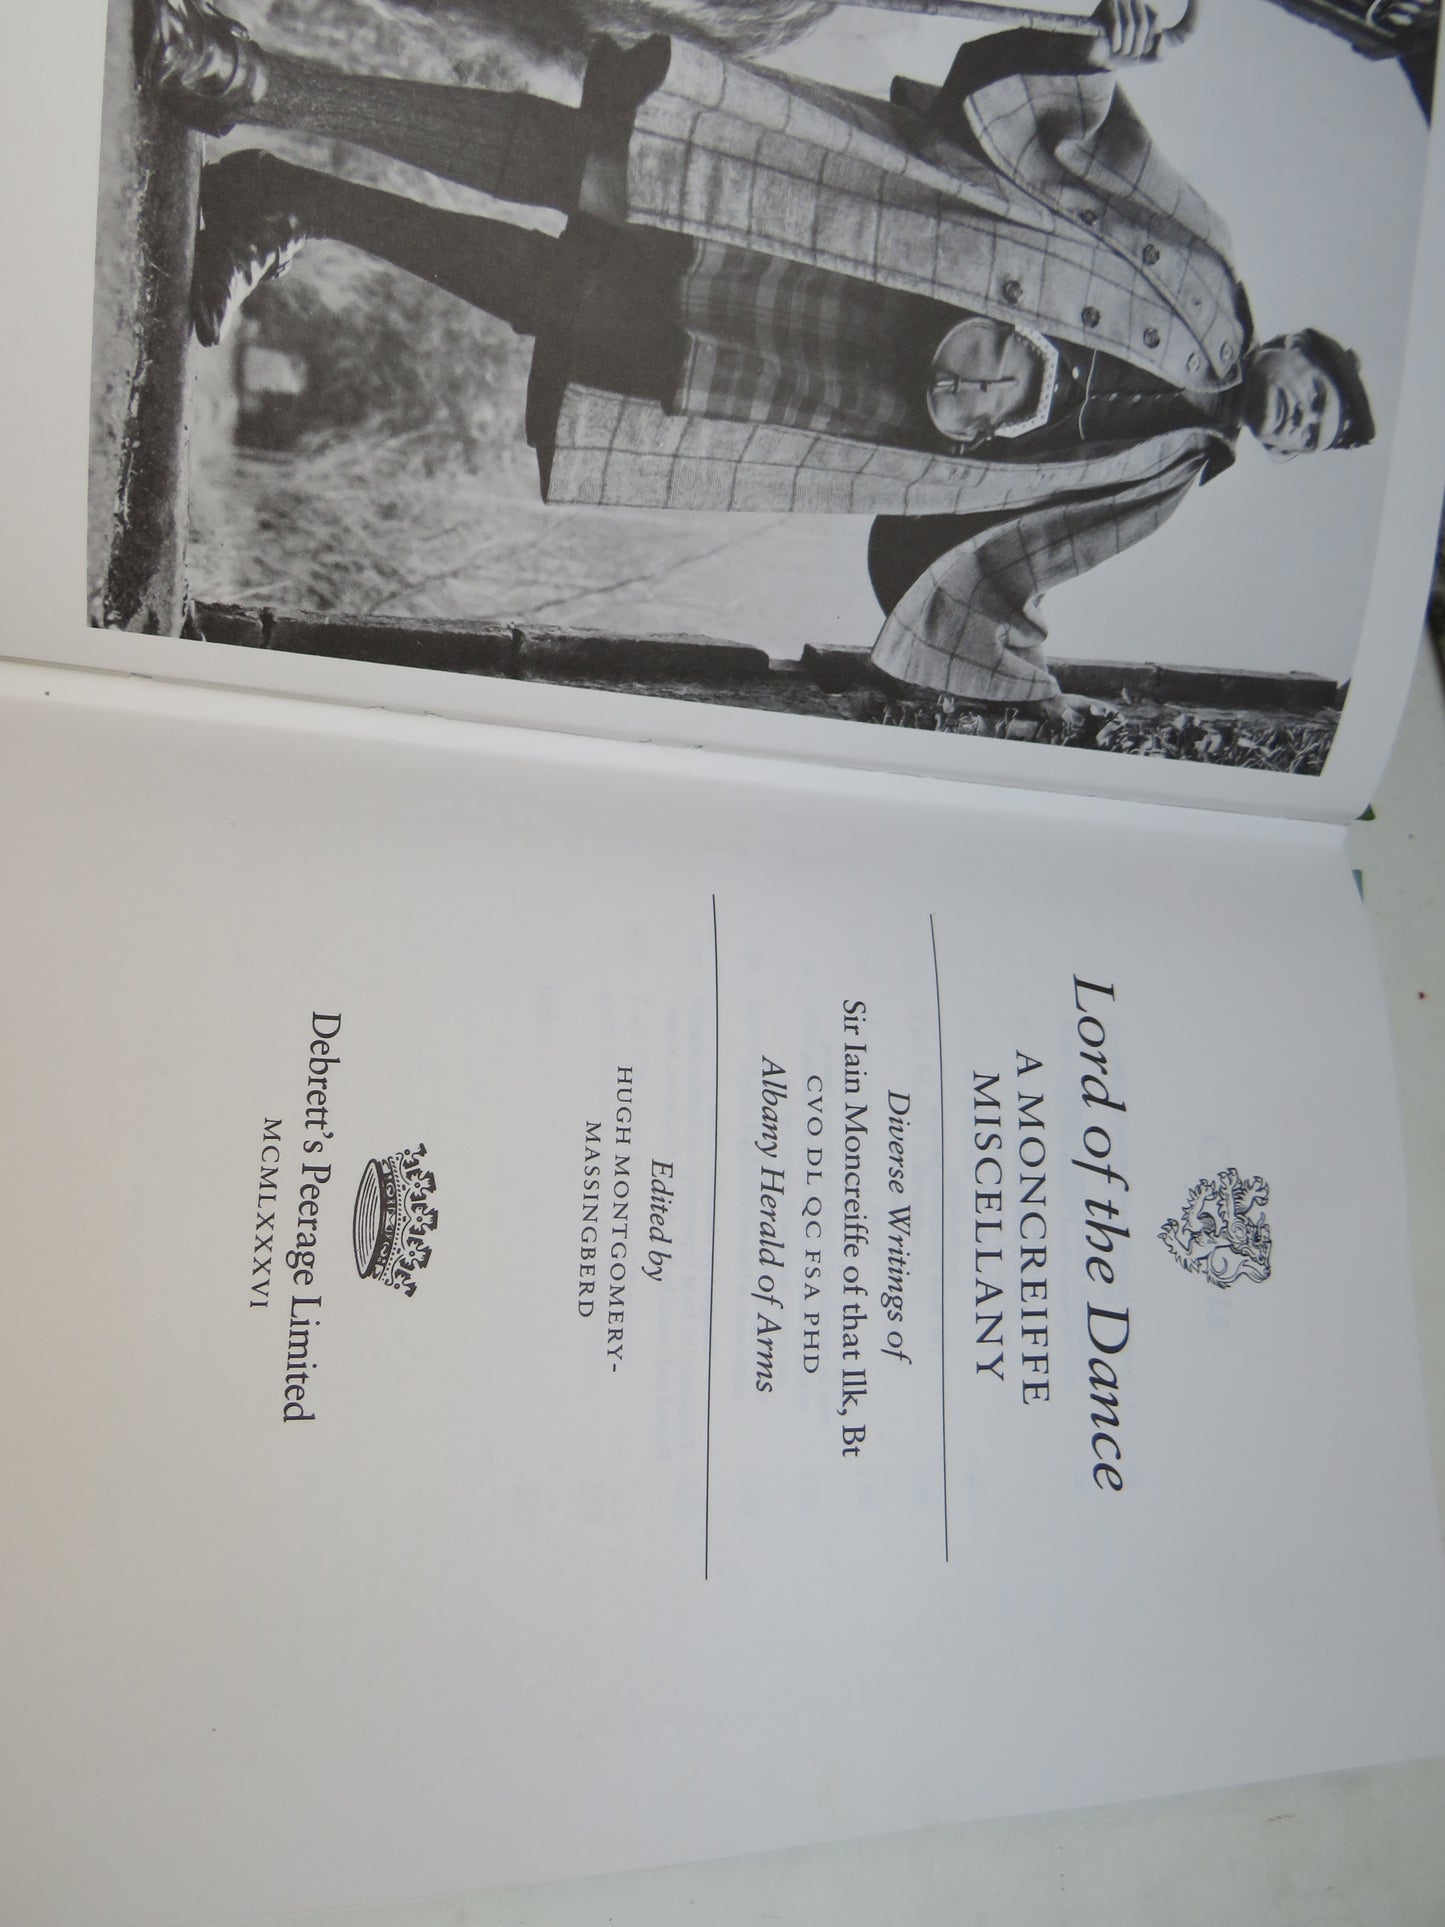 Lord of the Dance
A MONCREIFFE
MISCELLANY
Diverse Writings of
Sir Iain Moncreiffe of that Ilk, Bt
CVO DL QC FSA PHD
Albany Herald of Arms
Edited by
HUGH MONTGOMERY-
MASSINGBERD
Debrett's Peerage Limited
MCMLXXXVI